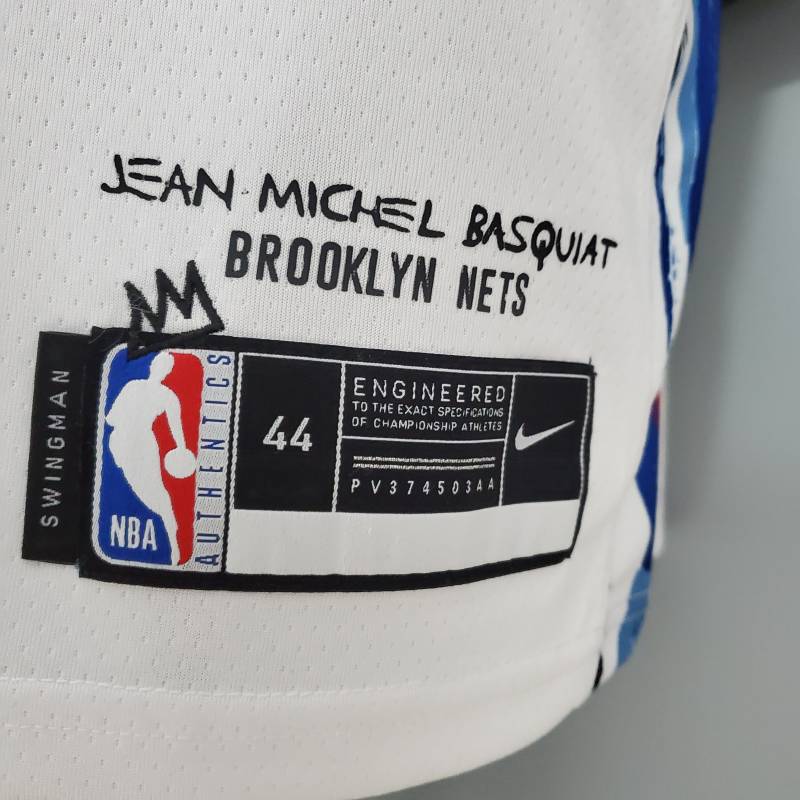 JEAN MICHEL BASQUIAT
BROOKLYN NETS
SWINGMAN
NBA
AUTHENTICS
44
ENGINEERED
TO THE EXACT SPECIFICATIONS
OF CHAMPIONSHIP ATHLETES
PV374503AA